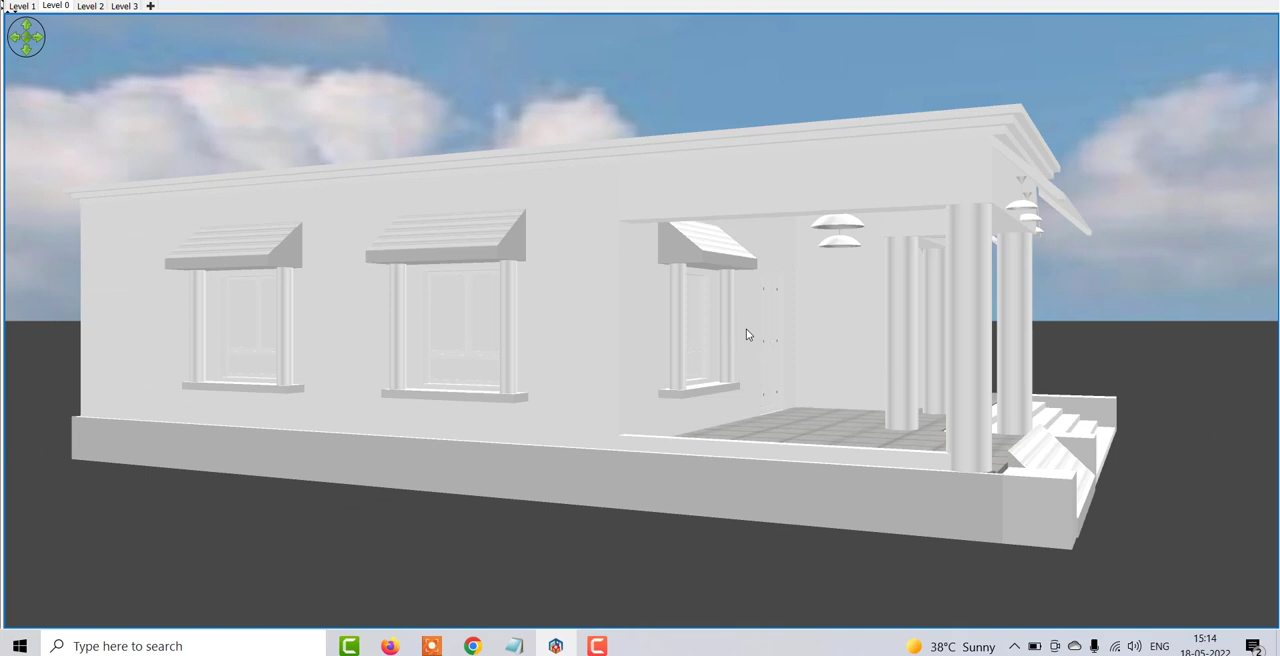 Level 1 Level 0 Level 2 Level 3
Type here to search
38°C Sunny
ENG
15:14
18-05-2022
2